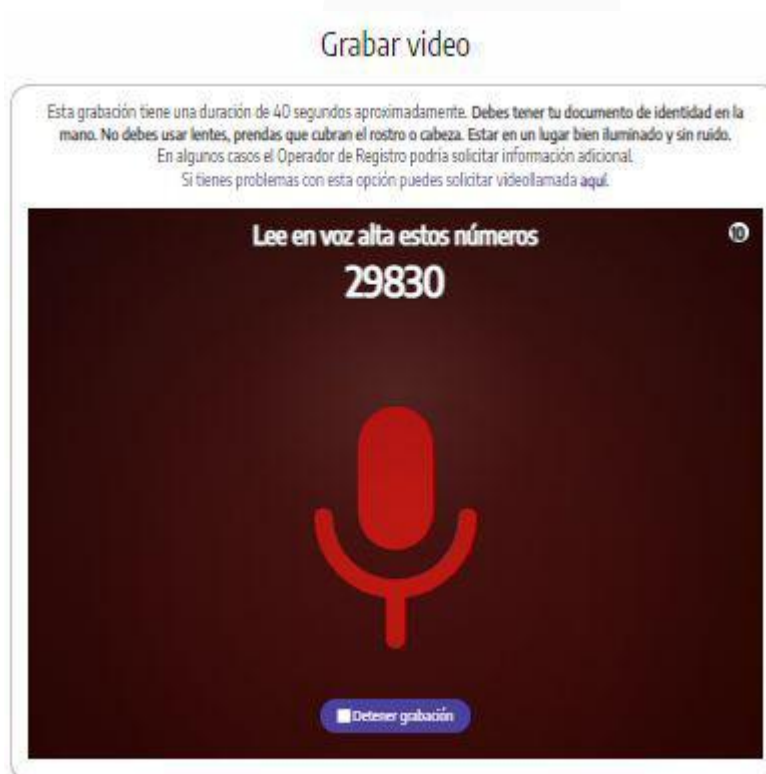 Grabar video
Esta grabación tiene una duración de 40 segundos aproximadamente. Debes tener tu documento de identidad en la
mano. No debes usar lentes, prendas que cubran el rostro o cabeza. Estar en un lugar bien iluminado y sin ruido.
En algunos casos el Operador de Registro podría solicitar información adicional.
Si tienes problemas con esta opción puedes solicitar videollamada aquí.
Lee en voz alta estos números
10
29830
Detener grabación